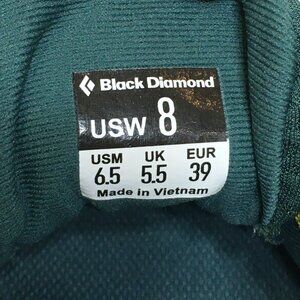 Black Diamond
USW 8
USM UK EUR
6.5 5.5 39
Made in Vietnam